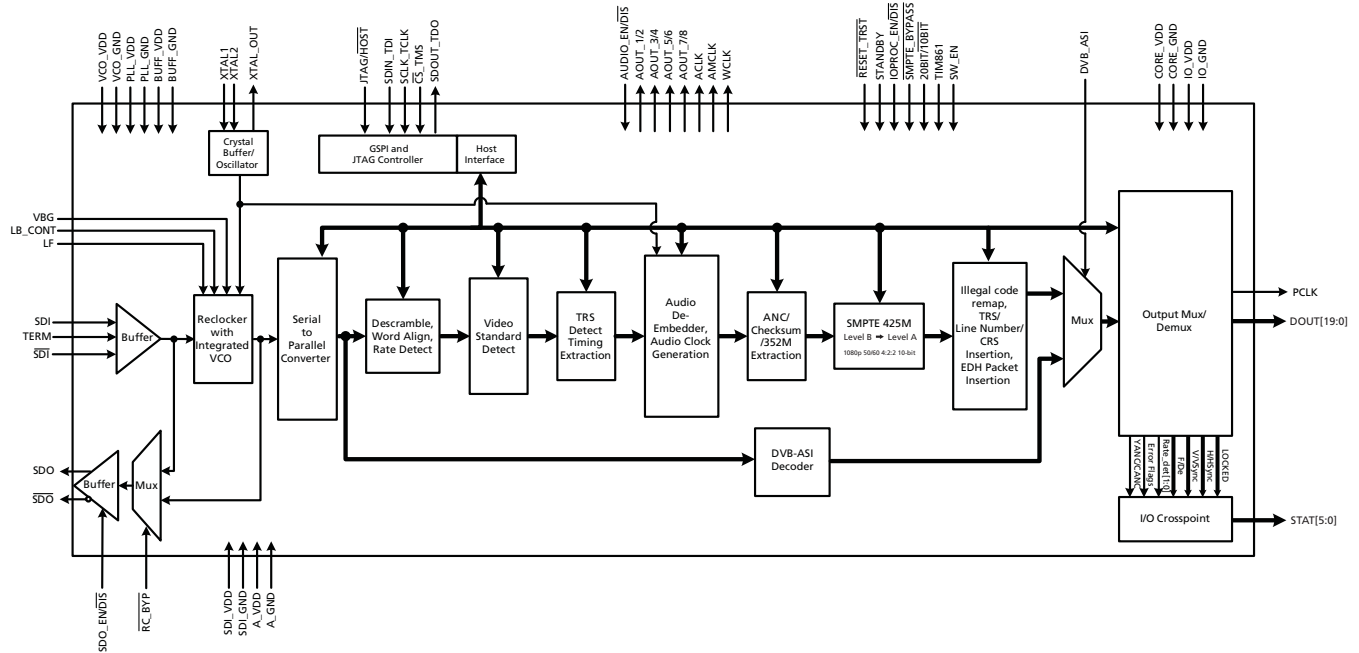 VCO_VDD
VCO_GND
PLL_VDD
PLL_GND
BUFF_VDD
BUFF_GND
XTAL1
XTAL2
XTAL_OUT
JTAG/HOST
SDIN_TDI
SCLK_TCLK
CS_TMS
SDOUT_TDO
AUDIO_EN/DIS
AOUT_1/2
AOUT_3/4
AOUT_5/6
AOUT_7/8
ACLK
AMCLK
WCLK
RESET_TRST
STANDBY
IOPROC_EN/DIS
SMPTE_BYPASS
20BIT/10BIT
TIM861
SW_EN
DVB_ASI
CORE_VDD
CORE_GND
IO_VDD
IO_GND
Crystal
Buffer/
Oscillator
GSPI and
JTAG Controller
Host
Interface
VBG
LB_CONT
LF
SDI
TERM
SDI
Buffer
Reclocker
with
Integrated
VCO
Serial
to
Parallel
Converter
Descramble,
Word Align,
Rate Detect
Video
Standard
Detect
TRS
Detect
Timing
Extraction
Audio
De-
Embedder,
Audio Clock
Generation
ANC/
Checksum
/352M
Extraction
SMPTE 425M
Level B → Level A
1080p 50/60 4:2:2 10-bit
Illegal code
remap,
TRS/
Line Number/
CRS
Insertion,
EDH Packet
Insertion
Mux
Output Mux/
Demux
PCLK
DOUT[19:0]
DVB-ASI
Decoder
SDO
SDO
Buffer
Mux
YANC/CANC
Error Flags
Rate_det[1:0]
F/De
V/VSync
H/HSync
LOCKED
I/O Crosspoint
STAT[5:0]
SDO_EN/DIS
RC_BYP
SDI_VDD
SDI_GND
A_VDD
A_GND